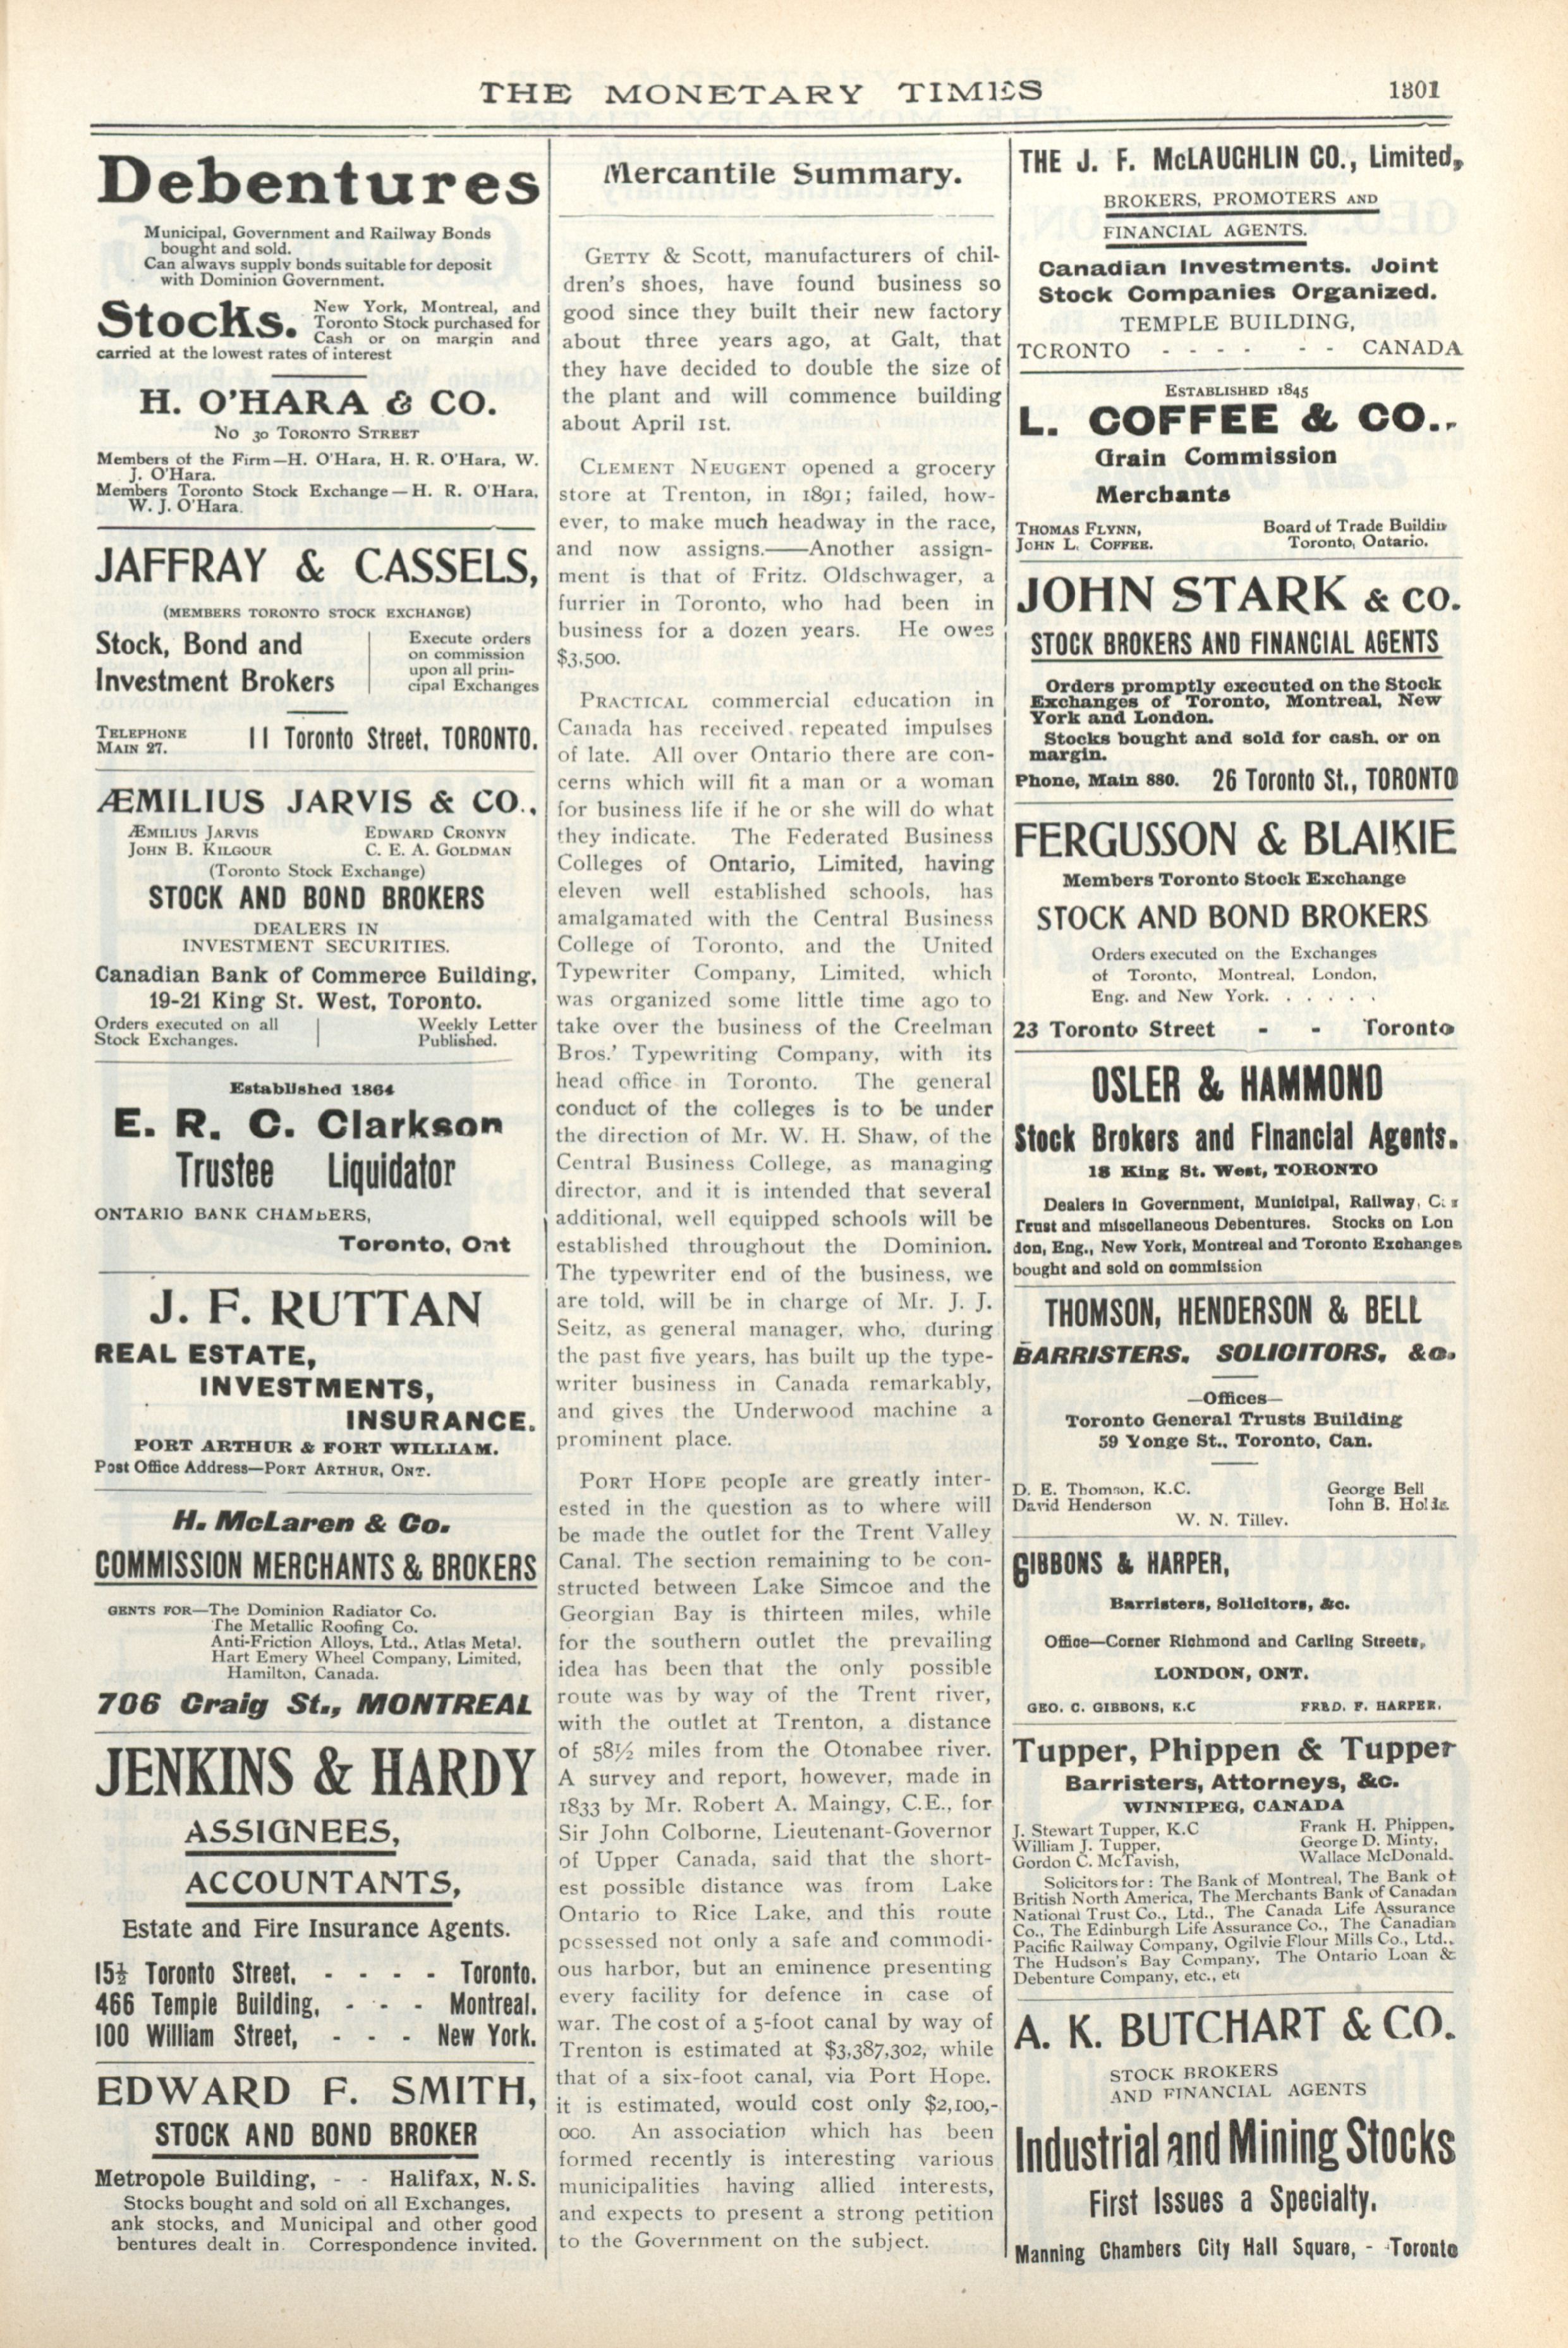 THE MONETARY TIMES 1301
Debentures
Municipal, Government and Railway Bonds
bought and sold.
Can always supply bonds suitable for deposit
with Dominion Government.
Stocks. New York, Montreal, and
Toronto Stock purchased for
Cash or on margin and
carried at the lowest rates of interest
H. O'HARA & CO.
No 30 TORONTO STREET
Members of the Firm—H. O'Hara, H. R. O'Hara, W.
J. O'Hara.
Members Toronto Stock Exchange—H. R. O'Hara,
W. J. O'Hara.
JAFFRAY & CASSELS,
(MEMBERS TORONTO STOCK EXCHANGE)
Stock, Bond and
Investment Brokers
Execute orders
on commission
upon all prin-
cipal Exchanges
TELEPHONE
MAIN 27.
11 Toronto Street, TORONTO.
ÆMILIUS JARVIS & CO.,
ÆMILIUS JARVIS EDWARD CRONYN
JOHN B. KILGOUR C. E. A. GOLDMAN
(Toronto Stock Exchange)
STOCK AND BOND BROKERS
DEALERS IN
INVESTMENT SECURITIES.
Canadian Bank of Commerce Building,
19-21 King St. West, Toronto.
Orders executed on all
Stock Exchanges.
Weekly Letter
Published.
Established 1864
E. R. C. Clarkson
Trustee Liquidator
ONTARIO BANK CHAMBERS,
Toronto, Ont
J. F. RUTTAN
REAL ESTATE,
INVESTMENTS,
INSURANCE.
PORT ARTHUR & FORT WILLIAM.
Post Office Address—PORT ARTHUR, ONT.
H. McLaren & Co.
COMMISSION MERCHANTS & BROKERS
GENTS FOR—The Dominion Radiator Co.
The Metallic Roofing Co.
Anti-Friction Alloys, Ltd., Atlas Metal.
Hart Emery Wheel Company, Limited,
Hamilton, Canada.
706 Craig St., MONTREAL
JENKINS & HARDY
ASSIGNEES,
ACCOUNTANTS,
Estate and Fire Insurance Agents.
15½ Toronto Street, - - - - Toronto.
466 Temple Building, - - - Montreal.
100 William Street, - - - New York.
EDWARD F. SMITH,
STOCK AND BOND BROKER
Metropole Building, - - Halifax, N. S.
Stocks bought and sold on all Exchanges,
ank stocks, and Municipal and other good
bentures dealt in. Correspondence invited.
Mercantile Summary.
GETTY & Scott, manufacturers of chil-
dren's shoes, have found business so
good since they built their new factory
about three years ago, at Galt, that
they have decided to double the size of
the plant and will commence building
about April 1st.
CLEMENT NEUGENT opened a grocery
store at Trenton, in 1891; failed, how-
ever, to make much headway in the race,
and now assigns.——Another assign-
ment is that of Fritz. Oldschwager, a
furrier in Toronto, who had been in
business for a dozen years. He owes
$3,500.
PRACTICAL commercial education in
Canada has received repeated impulses
of late. All over Ontario there are con-
cerns which will fit a man or a woman
for business life if he or she will do what
they indicate. The Federated Business
Colleges of Ontario, Limited, having
eleven well established schools, has
amalgamated with the Central Business
College of Toronto, and the United
Typewriter Company, Limited, which
was organized some little time ago to
take over the business of the Creelman
Bros.' Typewriting Company, with its
head office in Toronto. The general
conduct of the colleges is to be under
the direction of Mr. W. H. Shaw, of the
Central Business College, as managing
director, and it is intended that several
additional, well equipped schools will be
established throughout the Dominion.
The typewriter end of the business, we
are told, will be in charge of Mr. J. J.
Seitz, as general manager, who, during
the past five years, has built up the type-
writer business in Canada remarkably,
and gives the Underwood machine a
prominent place.
PORT HOPE people are greatly inter-
ested in the question as to where will
be made the outlet for the Trent Valley
Canal. The section remaining to be con-
structed between Lake Simcoe and the
Georgian Bay is thirteen miles, while
for the southern outlet the prevailing
idea has been that the only possible
route was by way of the Trent river,
with the outlet at Trenton, a distance
of 58½ miles from the Otonabee river.
A survey and report, however, made in
1833 by Mr. Robert A. Maingy, C.E., for
Sir John Colborne, Lieutenant-Governor
of Upper Canada, said that the short-
est possible distance was from Lake
Ontario to Rice Lake, and this route
possessed not only a safe and commodi-
ous harbor, but an eminence presenting
every facility for defence in case of
war. The cost of a 5-foot canal by way of
Trenton is estimated at $3,387,302, while
that of a six-foot canal, via Port Hope.
it is estimated, would cost only $2,100,-
000. An association which has been
formed recently is interesting various
municipalities having allied interests,
and expects to present a strong petition
to the Government on the subject.
THE J. F. McLAUGHLIN CO., Limited,
BROKERS, PROMOTERS AND
FINANCIAL AGENTS.
Canadian Investments. Joint
Stock Companies Organized.
TEMPLE BUILDING,
TORONTO - - - - - - CANADA
ESTABLISHED 1845
L. COFFEE & CO.,
Grain Commission
Merchants
THOMAS FLYNN,
JOHN L. COFFEE.
Board of Trade Buildin
Toronto, Ontario.
JOHN STARK & CO.
STOCK BROKERS AND FINANCIAL AGENTS
Orders promptly executed on the Stock
Exchanges of Toronto, Montreal, New
York and London.
Stocks bought and sold for cash, or on
margin.
Phone, Main 880. 26 Toronto St., TORONTO
FERGUSSON & BLAIKIE
Members Toronto Stock Exchange
STOCK AND BOND BROKERS
Orders executed on the Exchanges
of Toronto, Montreal, London,
Eng. and New York. . . . . .
23 Toronto Street - - Toronto
OSLER & HAMMOND
Stock Brokers and Financial Agents.
18 King St. West, TORONTO
Dealers in Government, Municipal, Railway,
Trust and miscellaneous Debentures. Stocks on Lon
don, Eng., New York, Montreal and Toronto Exchanges
bought and sold on commission
THOMSON, HENDERSON & BELL
BARRISTERS, SOLICITORS, &c.
—Offices—
Toronto General Trusts Building
59 Yonge St., Toronto, Can.
D. E. Thomson, K.C. George Bell
David Henderson John B. Holde.
W. N. Tilley.
GIBBONS & HARPER,
Barristers, Solicitors, &c.
Office—Corner Richmond and Carling Streets,
LONDON, ONT.
GEO. C. GIBBONS, K.C FRED. F. HARPER.
Tupper, Phippen & Tupper
Barristers, Attorneys, &c.
WINNIPEG, CANADA
J. Stewart Tupper, K.C Frank H. Phippen,
William J. Tupper, George D. Minty,
Gordon C. McTavish, Wallace McDonald.
Solicitors for: The Bank of Montreal, The Bank of
British North America, The Merchants Bank of Canadan
National Trust Co., Ltd., The Canada Life Assurance
Co., The Edinburgh Life Assurance Co., The Canadian
Pacific Railway Company, Ogilvie Flour Mills Co., Ltd.,
The Hudson's Bay Company, The Ontario Loan &
Debenture Company, etc., etc
A. K. BUTCHART & CO.
STOCK BROKERS
AND FINANCIAL AGENTS
Industrial and Mining Stocks
First Issues a Specialty.
Manning Chambers City Hall Square, - Toronto